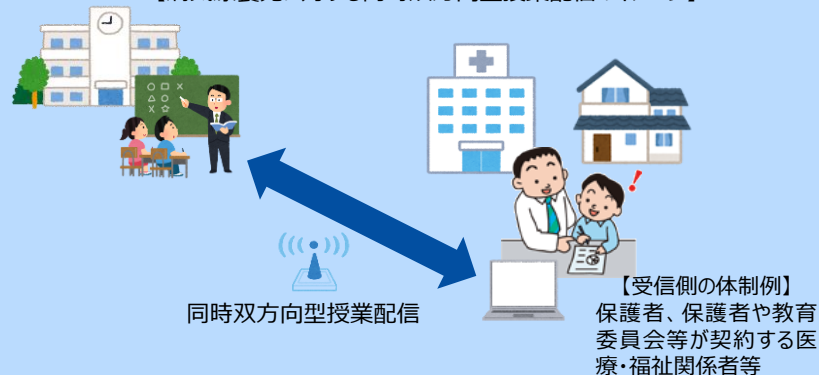 同時双方向型授業配信
【受信側の体制例】
保護者、保護者や教育
委員会等が契約する医
療・福祉関係者等